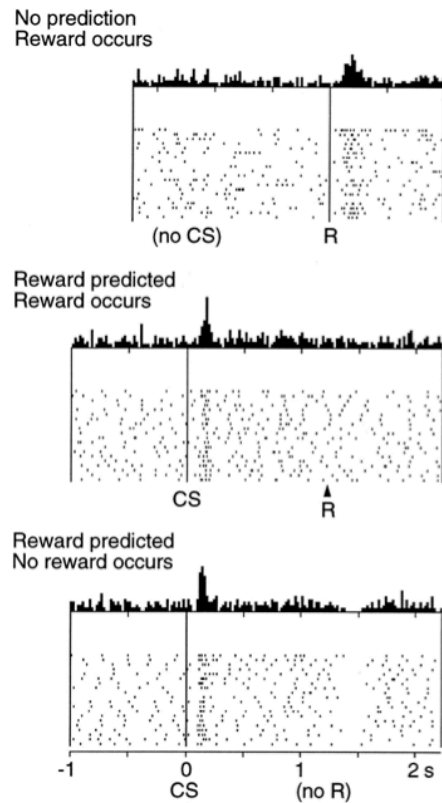 No prediction
Reward occurs
(no CS) R
Reward predicted
Reward occurs
CS R
Reward predicted
No reward occurs
-1 0 1 2 s
CS (no R)